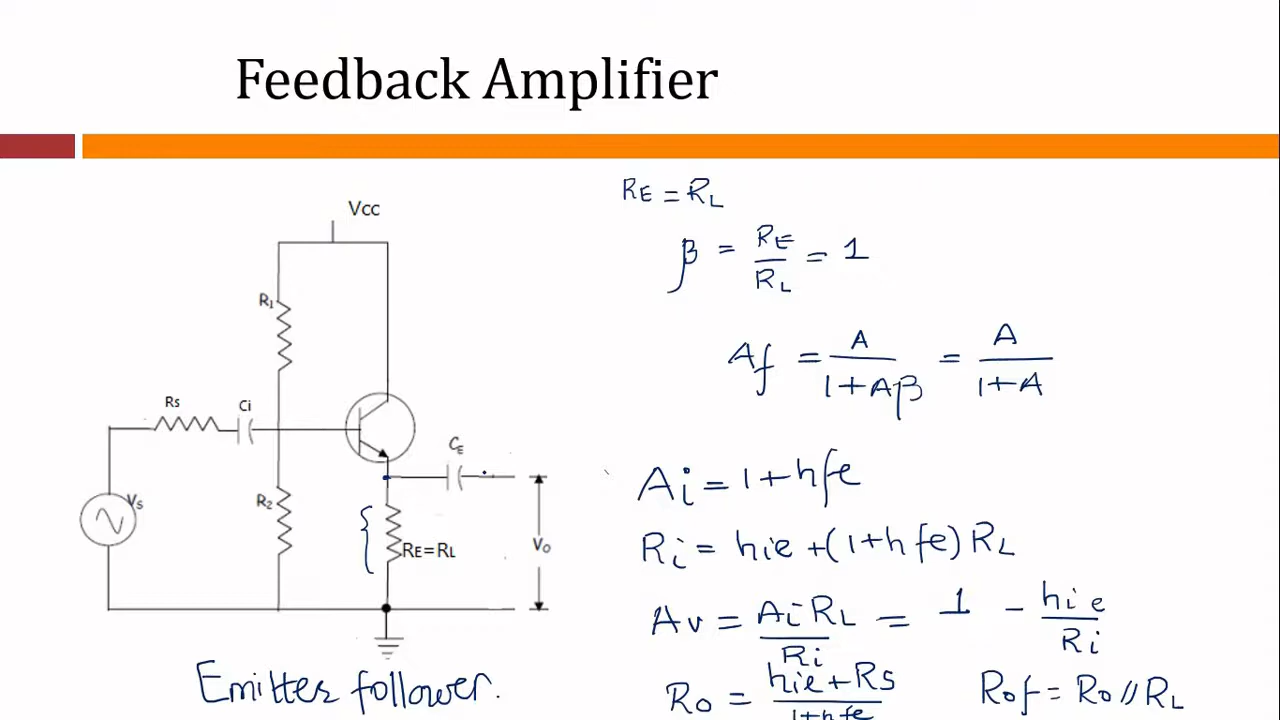 Feedback Amplifier
Vcc
R1
Rs
Ci
CE
Vs
R2
RE=RL
Vo
Emitter follower.
RE = RL
β = RE/RL = 1
Af = A/(1+Aβ) = A/(1+A)
Ai = 1+hfe
Ri = hie +(1+hfe) RL
Av = AiRL/Ri = 1 - hie/Ri
Ro = (hie+Rs)/(1+hfe) Rof = Ro // RL